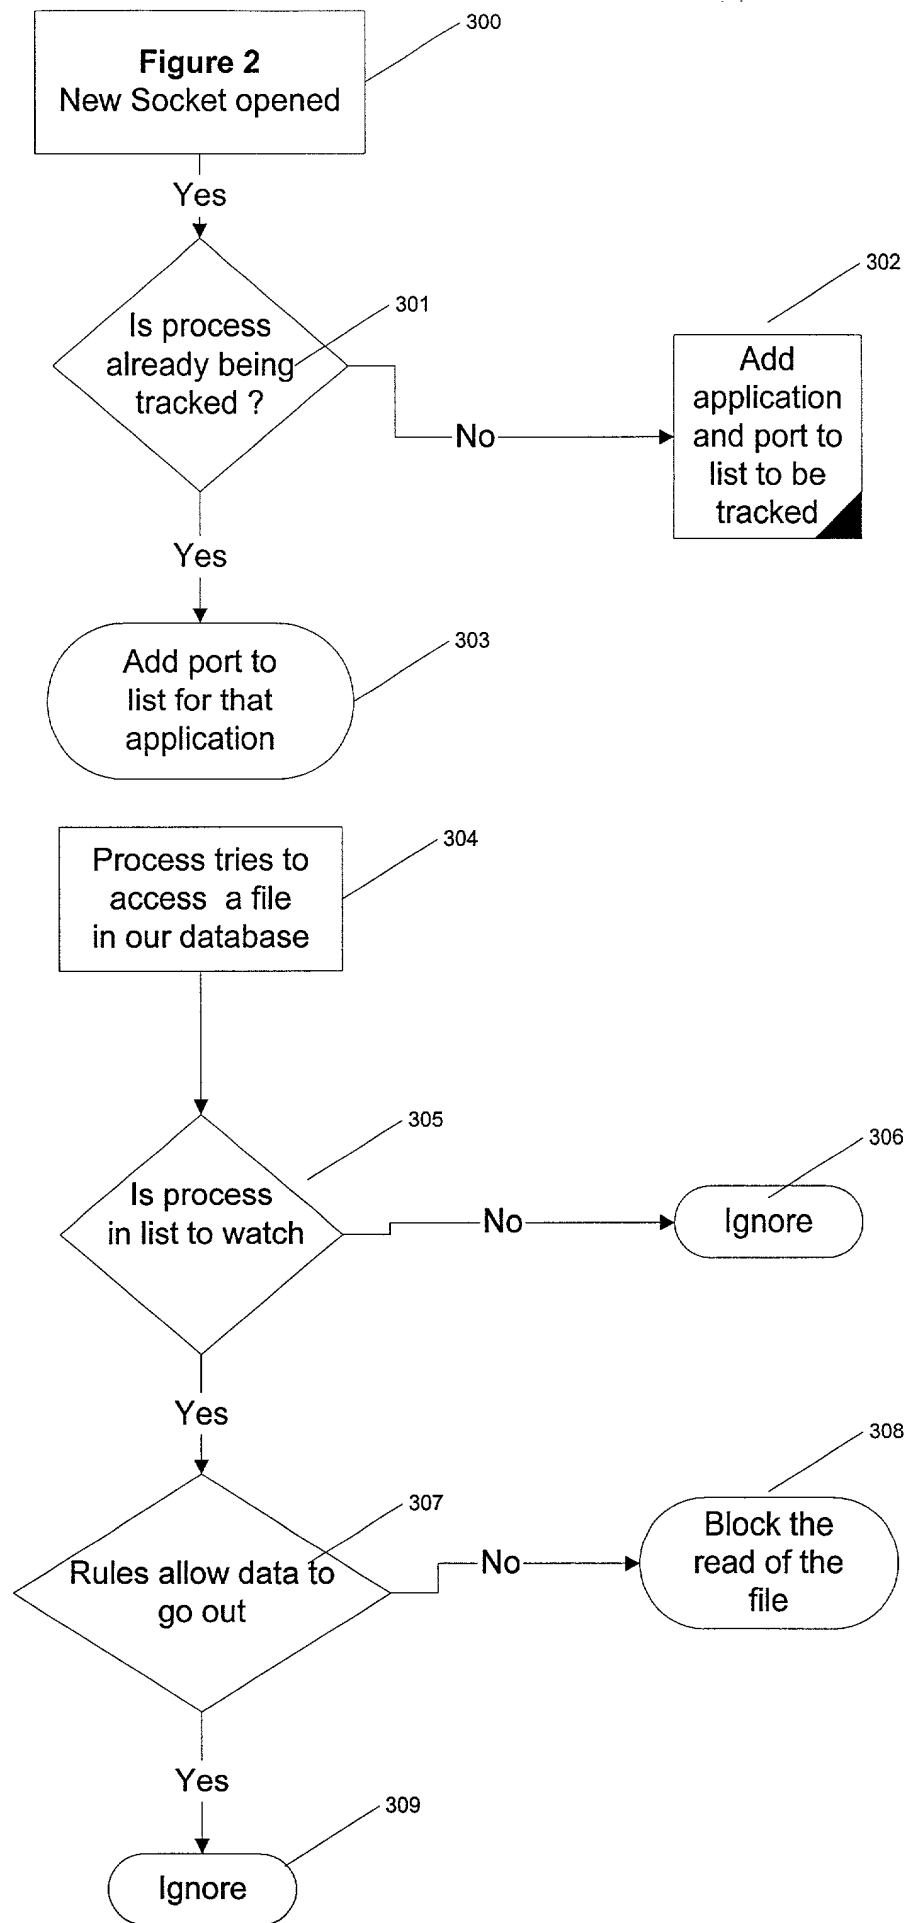 300
Figure 2
New Socket opened
Yes
301
Is process
already being
tracked ?
No
302
Add
application
and port to
list to be
tracked
Yes
303
Add port to
list for that
application
304
Process tries to
access a file
in our database
305
Is process
in list to watch
No
306
Ignore
Yes
307
Rules allow data to
go out
No
308
Block the
read of the
file
Yes
309
Ignore